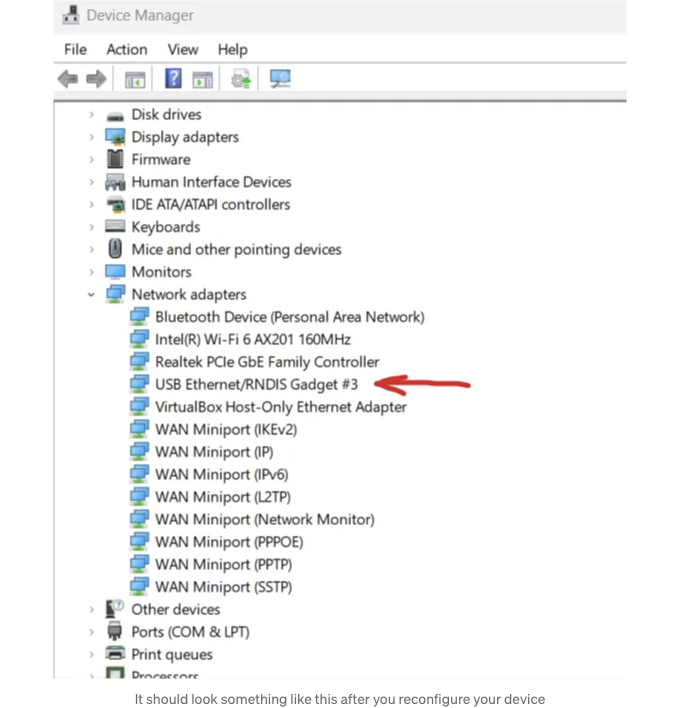 Device Manager
File Action View Help
Disk drives
Display adapters
Firmware
Human Interface Devices
IDE ATA/ATAPI controllers
Keyboards
Mice and other pointing devices
Monitors
Network adapters
Bluetooth Device (Personal Area Network)
Intel(R) Wi-Fi 6 AX201 160MHz
Realtek PCIe GbE Family Controller
USB Ethernet/RNDIS Gadget #3
VirtualBox Host-Only Ethernet Adapter
WAN Miniport (IKEv2)
WAN Miniport (IP)
WAN Miniport (IPv6)
WAN Miniport (L2TP)
WAN Miniport (Network Monitor)
WAN Miniport (PPPOE)
WAN Miniport (PPTP)
WAN Miniport (SSTP)
Other devices
Ports (COM & LPT)
Print queues
Processors
It should look something like this after you reconfigure your device